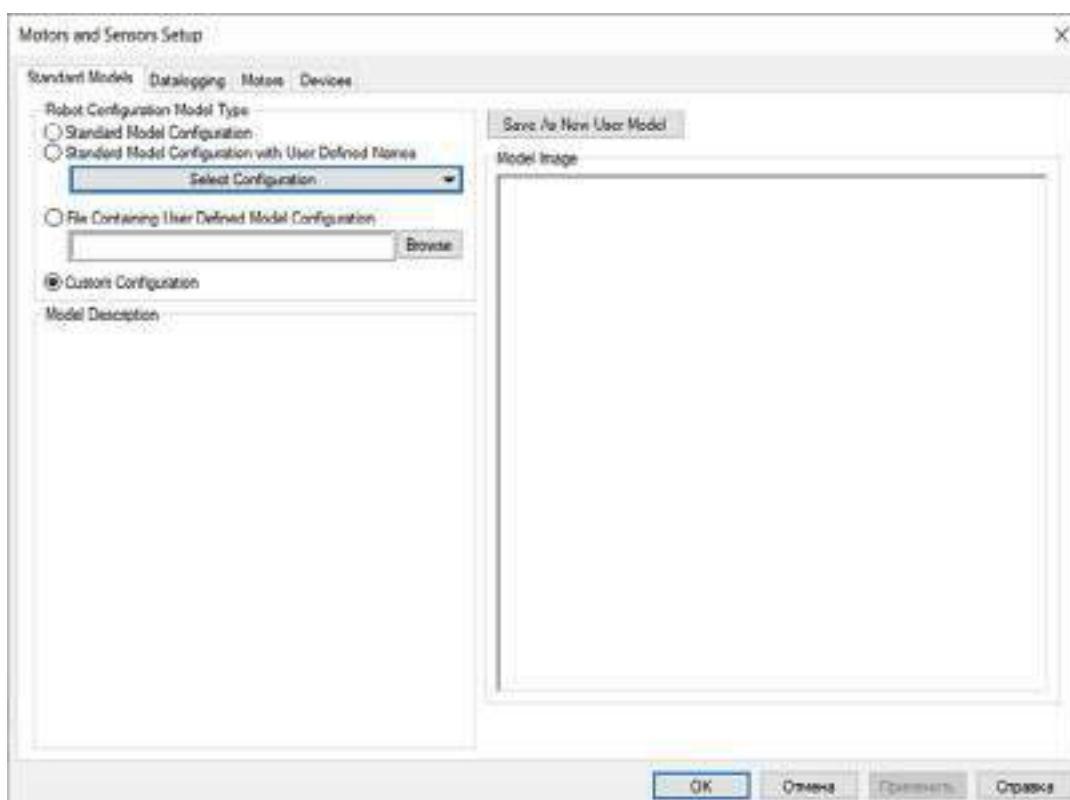 Motors and Sensors Setup
Standard Models Datalogging Motors Devices
Robot Configuration Model Type
Standard Model Configuration
Standard Model Configuration with User Defined Names
Select Configuration
File Containing User Defined Model Configuration
Browse
Custom Configuration
Model Description
Save As New User Model
Model Image
OK Отмена Применить Справка